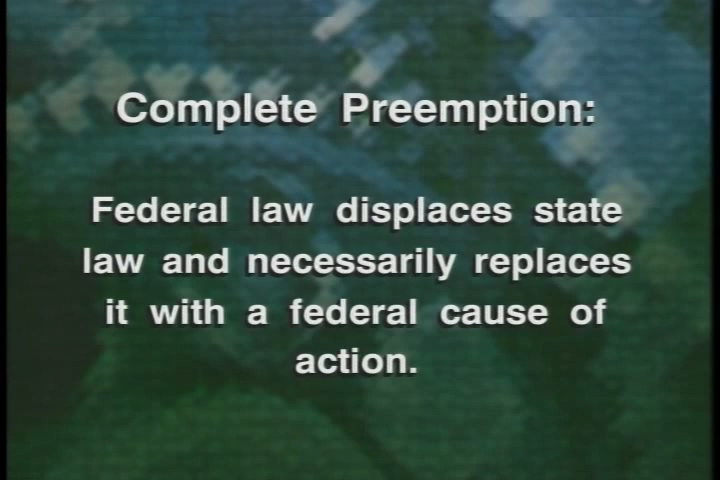 Complete Preemption:
Federal law displaces state
law and necessarily replaces
it with a federal cause of
action.